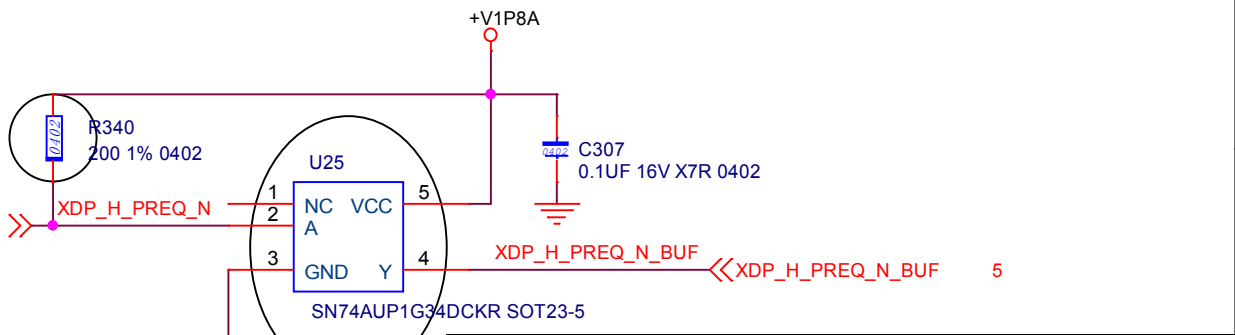 +V1P8A
R340
0402
200 1% 0402
U25
0402
C307
0.1UF 16V X7R 0402
XDP_H_PREQ_N
1
NC
VCC
5
2
A
3
GND
Y
4
XDP_H_PREQ_N_BUF
XDP_H_PREQ_N_BUF
5
SN74AUP1G34DCKR SOT23-5